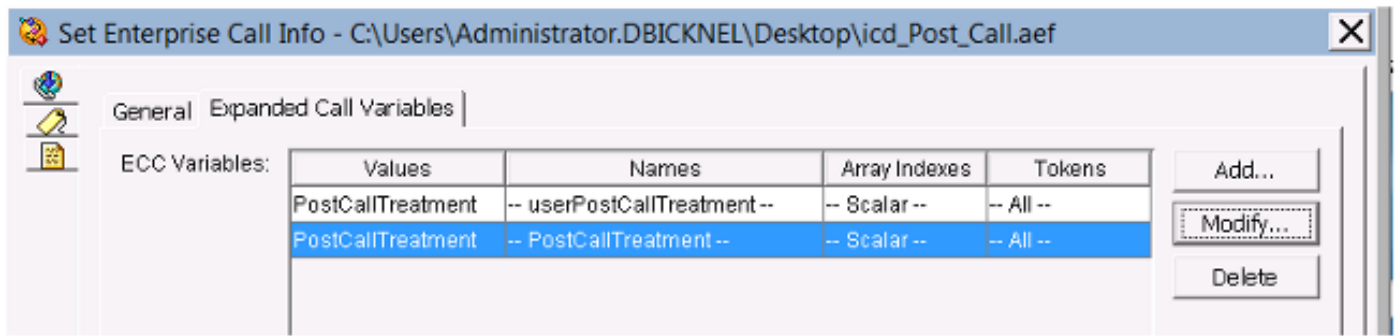 Set Enterprise Call Info - C:\Users\Administrator.DBICKNEL\Desktop\icd_Post_Call.aef
General Expanded Call Variables
ECC Variables: Values Names Array Indexes Tokens Add...
PostCallTreatment -- userPostCallTreatment -- -- Scalar -- -- All --
Modify...
PostCallTreatment -- PostCallTreatment -- -- Scalar -- -- All --
Delete